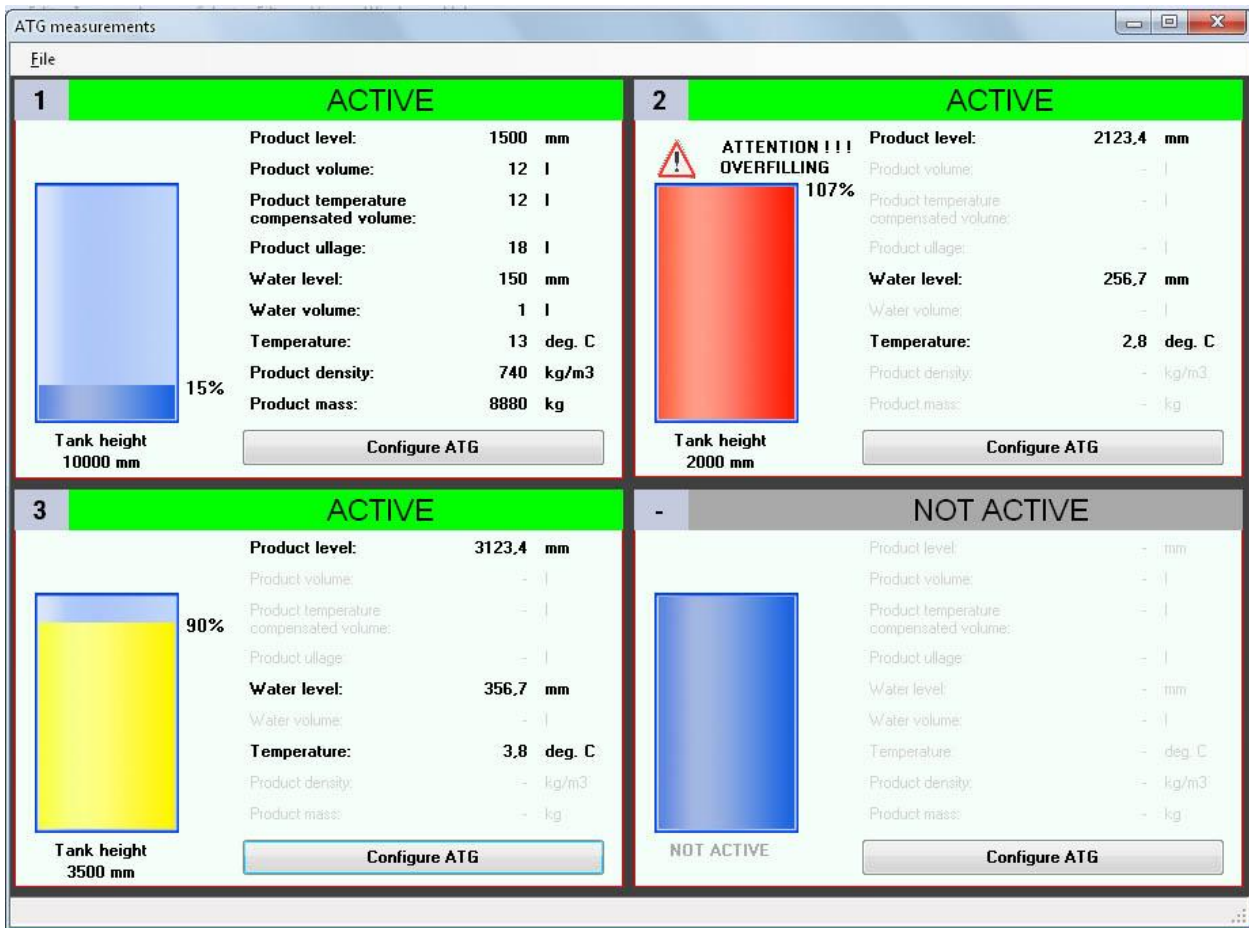 ATG measurements
File
1 ACTIVE
Product level: 1500 mm
Product volume: 12 l
Product temperature
compensated volume: 12 l
Product ullage: 18 l
Water level: 150 mm
Water volume: 1 l
Temperature: 13 deg. C
Product density: 740 kg/m3
Product mass: 8880 kg
15%
Tank height
10000 mm
Configure ATG
2 ACTIVE
ATTENTION ! ! !
OVERFILLING
107%
Product level: 2123,4 mm
Product volume: - l
Product temperature
compensated volume: - l
Product ullage: - l
Water level: 256,7 mm
Water volume: - l
Temperature: 2,8 deg. C
Product density: - kg/m3
Product mass: - kg
Tank height
2000 mm
Configure ATG
3 ACTIVE
Product level: 3123,4 mm
Product volume: - l
Product temperature
compensated volume: - l
Product ullage: - l
Water level: 356,7 mm
Water volume: - l
Temperature: 3,8 deg. C
Product density: - kg/m3
Product mass: - kg
90%
Tank height
3500 mm
Configure ATG
- NOT ACTIVE
Product level: - mm
Product volume: - l
Product temperature
compensated volume: - l
Product ullage: - l
Water level: - mm
Water volume: - l
Temperature: - deg. C
Product density: - kg/m3
Product mass: - kg
NOT ACTIVE
Configure ATG